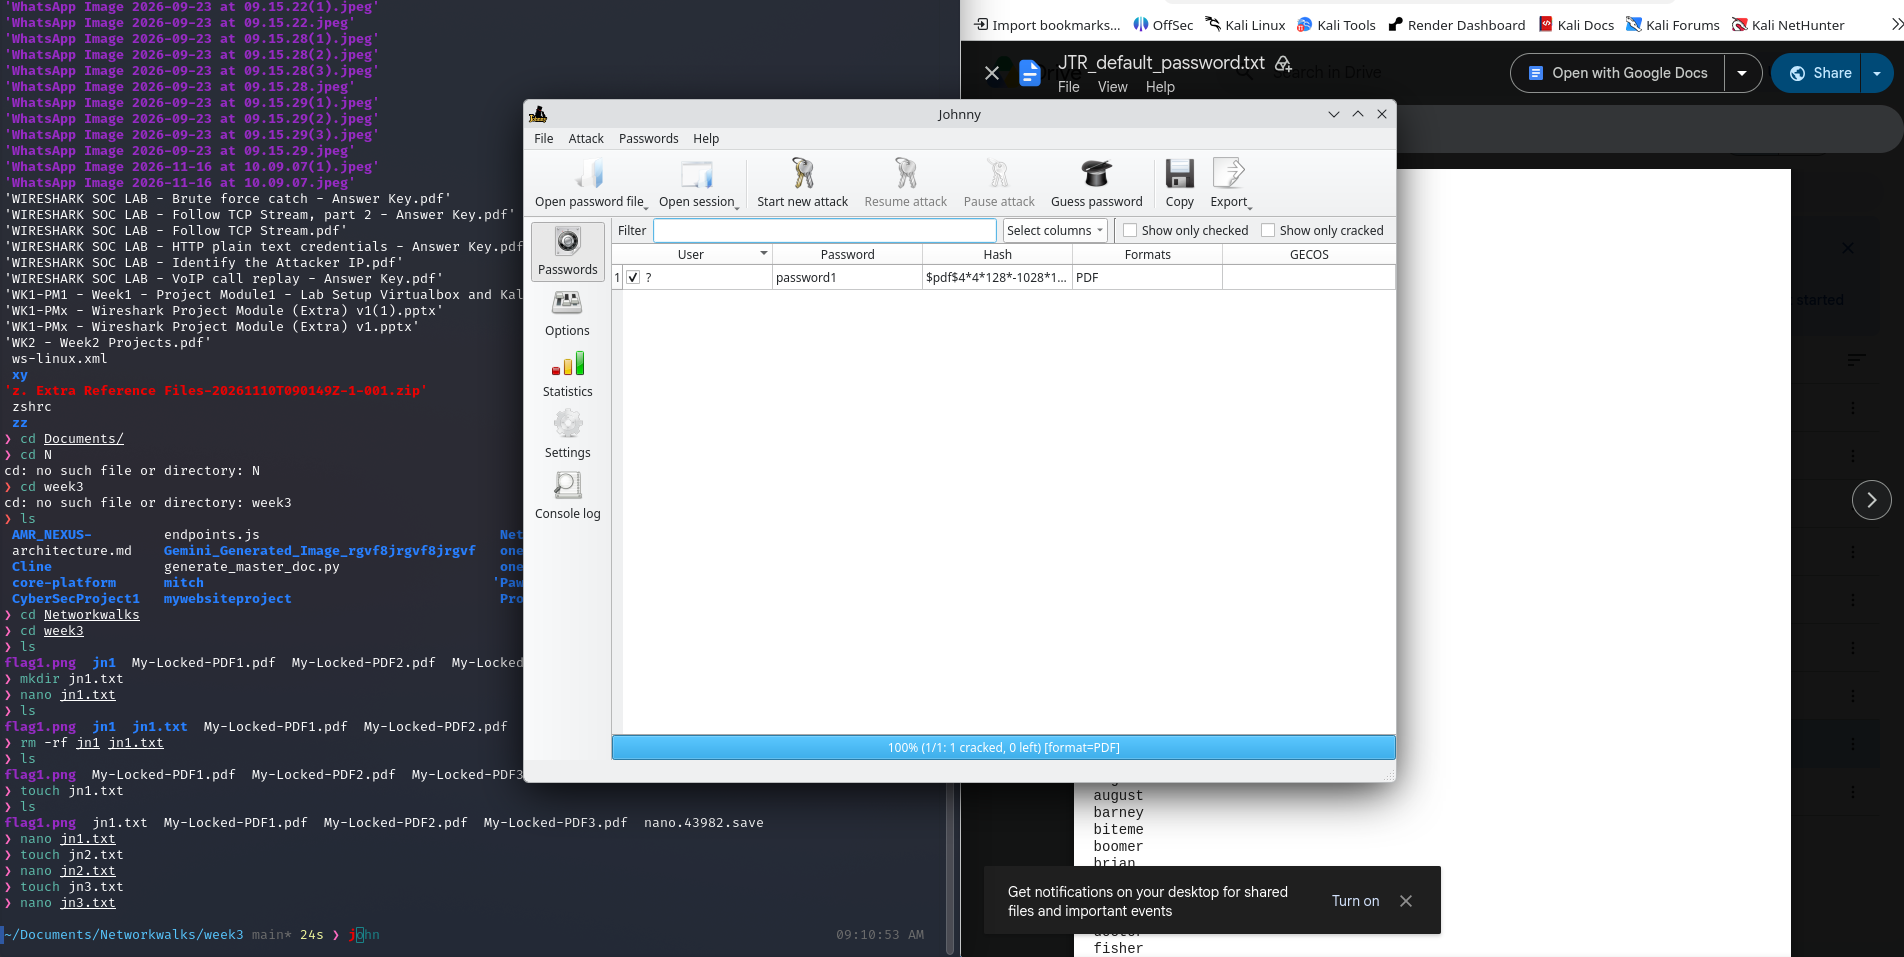 'WhatsApp Image 2026-09-23 at 09.15.22(1).jpeg'
'WhatsApp Image 2026-09-23 at 09.15.22.jpeg'
'WhatsApp Image 2026-09-23 at 09.15.28(1).jpeg'
'WhatsApp Image 2026-09-23 at 09.15.28(2).jpeg'
'WhatsApp Image 2026-09-23 at 09.15.28(3).jpeg'
'WhatsApp Image 2026-09-23 at 09.15.28.jpeg'
'WhatsApp Image 2026-09-23 at 09.15.29(1).jpeg'
'WhatsApp Image 2026-09-23 at 09.15.29(2).jpeg'
'WhatsApp Image 2026-09-23 at 09.15.29(3).jpeg'
'WhatsApp Image 2026-09-23 at 09.15.29.jpeg'
'WhatsApp Image 2026-11-16 at 10.09.07(1).jpeg'
'WhatsApp Image 2026-11-16 at 10.09.07.jpeg'
'WIRESHARK SOC LAB - Brute force catch - Answer Key.pdf'
'WIRESHARK SOC LAB - Follow TCP Stream, part 2 - Answer Key.pdf'
'WIRESHARK SOC LAB - Follow TCP Stream.pdf'
'WIRESHARK SOC LAB - HTTP plain text credentials - Answer Key.pdf
'WIRESHARK SOC LAB - Identify the Attacker IP.pdf'
'WIRESHARK SOC LAB - VoIP call replay - Answer Key.pdf'
'WK1-PM1 - Week1 - Project Module1 - Lab Setup Virtualbox and Kal
'WK1-PMx - Wireshark Project Module (Extra) v1(1).pptx'
'WK1-PMx - Wireshark Project Module (Extra) v1.pptx'
'WK2 - Week2 Projects.pdf'
ws-linux.xml
xy
'z. Extra Reference Files-20261110T090149Z-1-001.zip'
zshrc
zz
❯ cd Documents/
❯ cd N
cd: no such file or directory: N
❯ cd week3
cd: no such file or directory: week3
❯ ls
AMR_NEXUS- endpoints.js Net
architecture.md Gemini_Generated_Image_rgvf8jrgvf8jrgvf one
Cline generate_master_doc.py one
core-platform mitch 'Paw
CyberSecProject1 mywebsiteproject Pro
❯ cd Networkwalks
❯ cd week3
❯ ls
flag1.png jn1 My-Locked-PDF1.pdf My-Locked-PDF2.pdf My-Locked
❯ mkdir jn1.txt
❯ nano jn1.txt
❯ ls
flag1.png jn1 jn1.txt My-Locked-PDF1.pdf My-Locked-PDF2.pdf
❯ rm -rf jn1 jn1.txt
❯ ls
flag1.png My-Locked-PDF1.pdf My-Locked-PDF2.pdf My-Locked-PDF3
❯ touch jn1.txt
❯ ls
flag1.png jn1.txt My-Locked-PDF1.pdf My-Locked-PDF2.pdf My-Locked-PDF3.pdf nano.43982.save
❯ nano jn1.txt
❯ touch jn2.txt
❯ nano jn2.txt
❯ touch jn3.txt
❯ nano jn3.txt
~/Documents/Networkwalks/week3 main* 24s ❯ john 09:10:53 AM
Import bookmarks... OffSec Kali Linux Kali Tools Render Dashboard Kali Docs Kali Forums Kali NetHunter
JTR_default_password.txt
File View Help
Search in Drive
Open with Google Docs
Share
started
Johnny
File Attack Passwords Help
Open password file Open session Start new attack Resume attack Pause attack Guess password Copy Export
Filter Select columns Show only checked Show only cracked
User Password Hash Formats GECOS
1 ? password1 $pdf$4*4*128*-1028*1... PDF
Passwords
Options
Statistics
Settings
Console log
100% (1/1: 1 cracked, 0 left) [format=PDF]
august
barney
biteme
boomer
brian
Get notifications on your desktop for shared
files and important events
Turn on
fisher